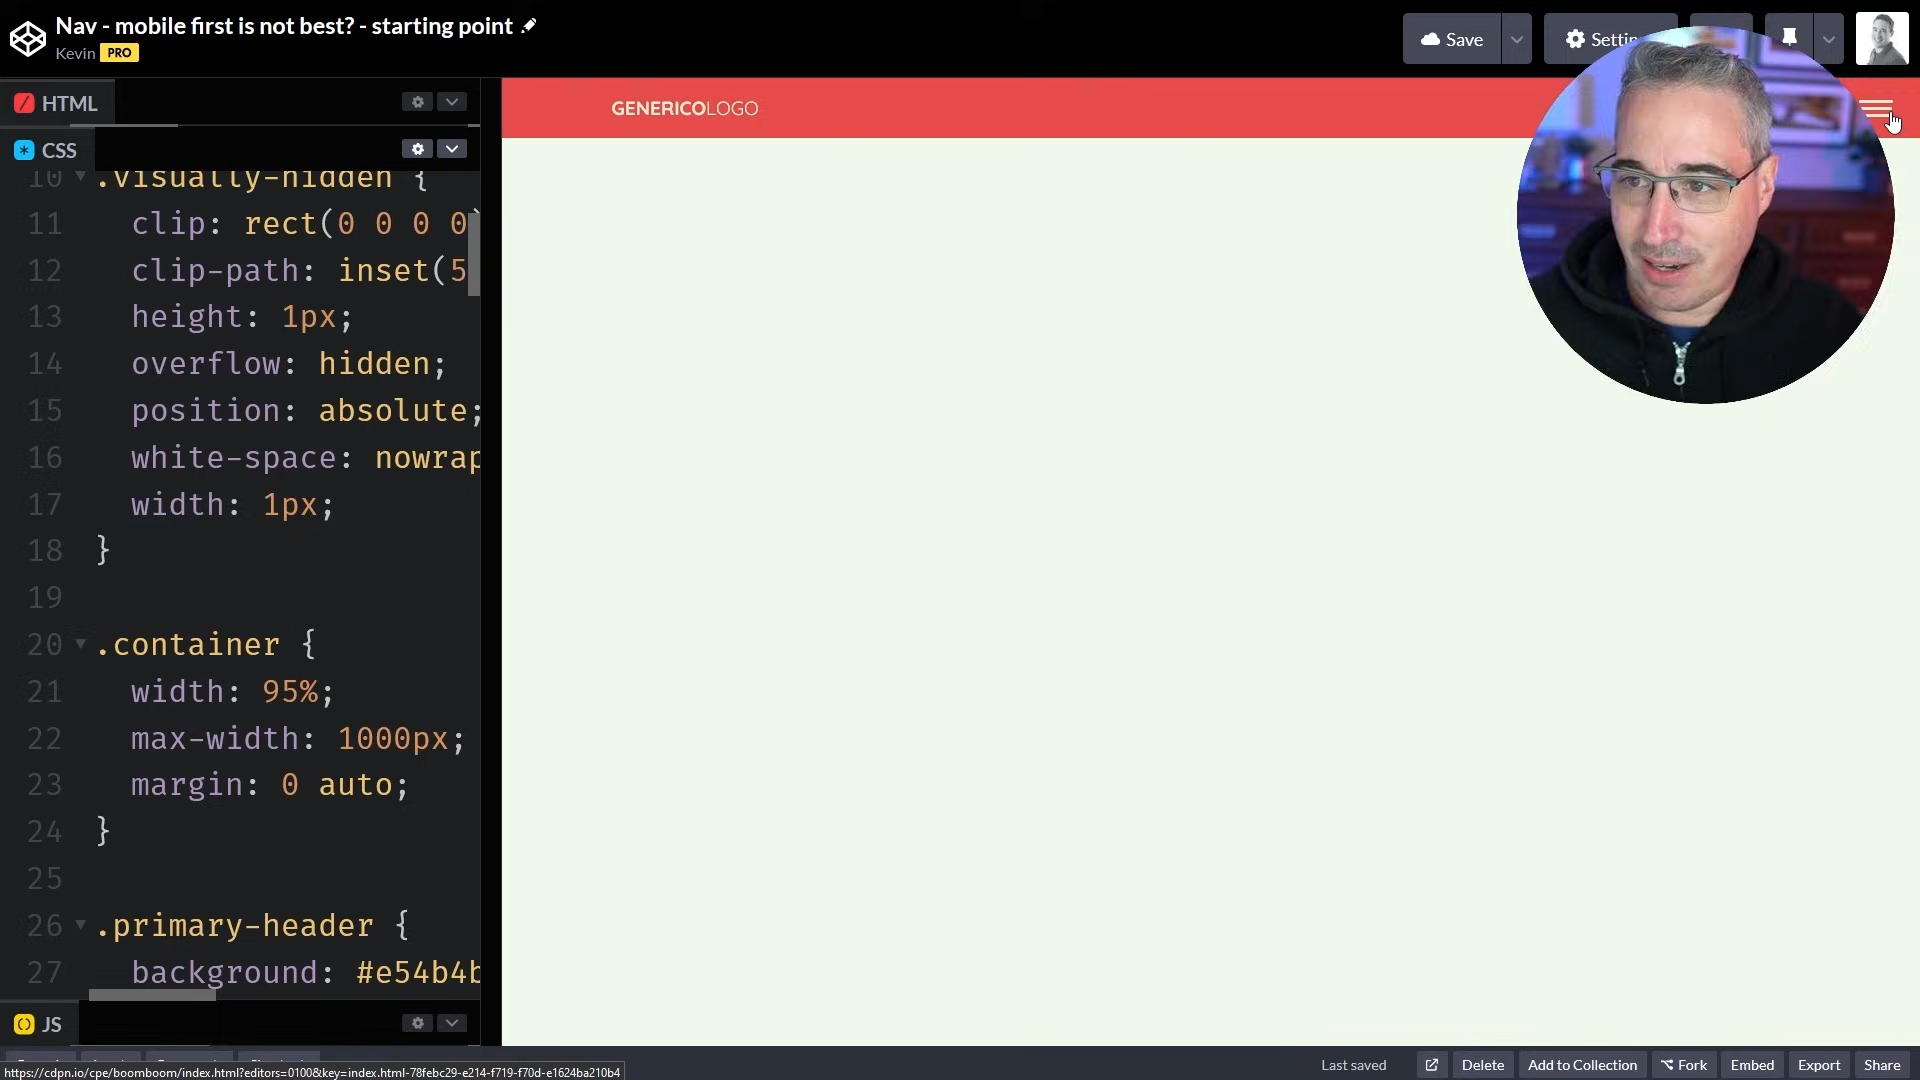 Nav - mobile first is not best? - starting point
Kevin PRO
Save
HTML
CSS
GENERICOLOGO
10 .visually-hidden {
11 clip: rect(0 0 0 0)
12 clip-path: inset(5
13 height: 1px;
14 overflow: hidden;
15 position: absolute;
16 white-space: nowrap
17 width: 1px;
18 }
19
20 .container {
21 width: 95%;
22 max-width: 1000px;
23 margin: 0 auto;
24 }
25
26 .primary-header {
27 background: #e54b4b
JS
Last saved
Delete
Add to Collection
Fork
Embed
Export
Share
https://cdpn.io/cpe/boomboom/index.html?editors=0100&key=index.html-78febc29-e214-f719-f70d-e1624ba210b4